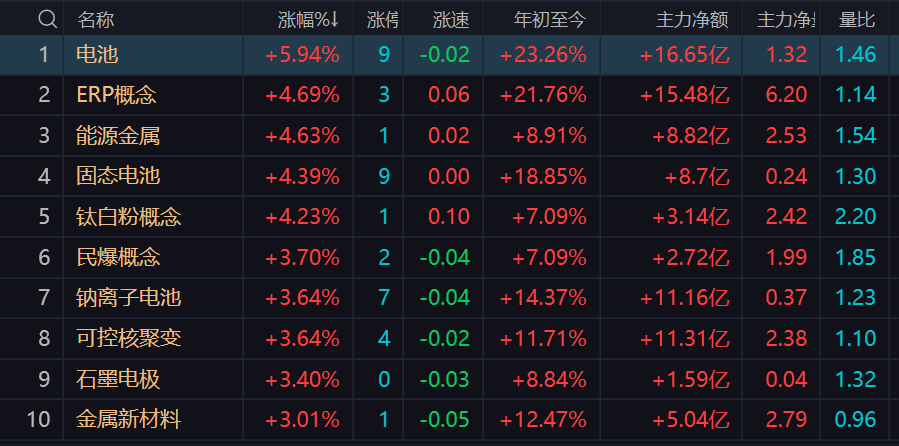 名称 涨幅%↓ 涨停 涨速 年初至今 主力净额 主力净量 量比
1 电池 +5.94% 9 -0.02 +23.26% +16.65亿 1.32 1.46
2 ERP概念 +4.69% 3 0.06 +21.76% +15.48亿 6.20 1.14
3 能源金属 +4.63% 1 0.02 +8.91% +8.82亿 2.53 1.54
4 固态电池 +4.39% 9 0.00 +18.85% +8.7亿 0.24 1.30
5 钛白粉概念 +4.23% 1 0.10 +7.09% +3.14亿 2.42 2.20
6 民爆概念 +3.70% 2 -0.04 +7.09% +2.72亿 1.99 1.85
7 钠离子电池 +3.64% 7 -0.04 +14.37% +11.16亿 0.37 1.23
8 可控核聚变 +3.64% 4 -0.02 +11.71% +11.31亿 2.38 1.10
9 石墨电极 +3.40% 0 -0.03 +8.84% +1.59亿 0.04 1.32
10 金属新材料 +3.01% 1 -0.05 +12.47% +5.04亿 2.79 0.96